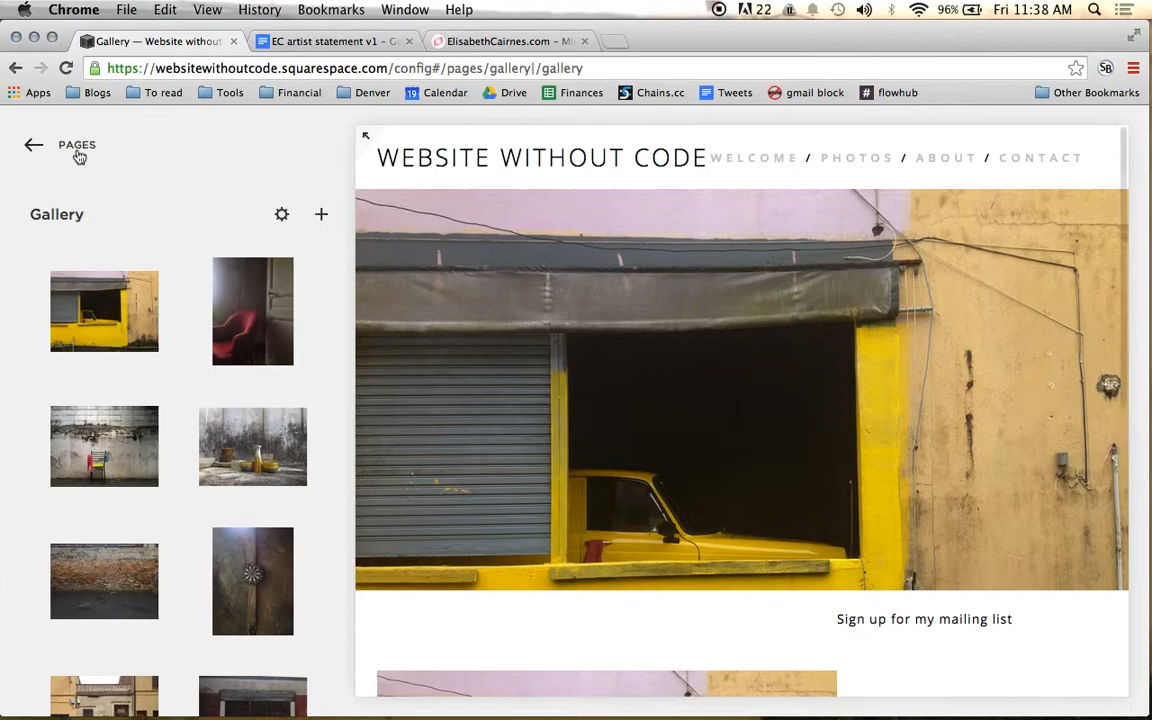 Chrome File Edit View History Bookmarks Window Help 22 96% Fri 11:38 AM
Gallery — Website without EC artist statement v1 - Go ElisabethCairnes.com - Mi
https://websitewithoutcode.squarespace.com/config#/pages/gallery|/gallery
Apps Blogs To read Tools Financial Denver 19 Calendar Drive Finances Chains.cc Tweets gmail block flowhub Other Bookmarks
PAGES
Gallery
WEBSITE WITHOUT CODE
WELCOME / PHOTOS / ABOUT / CONTACT
Sign up for my mailing list